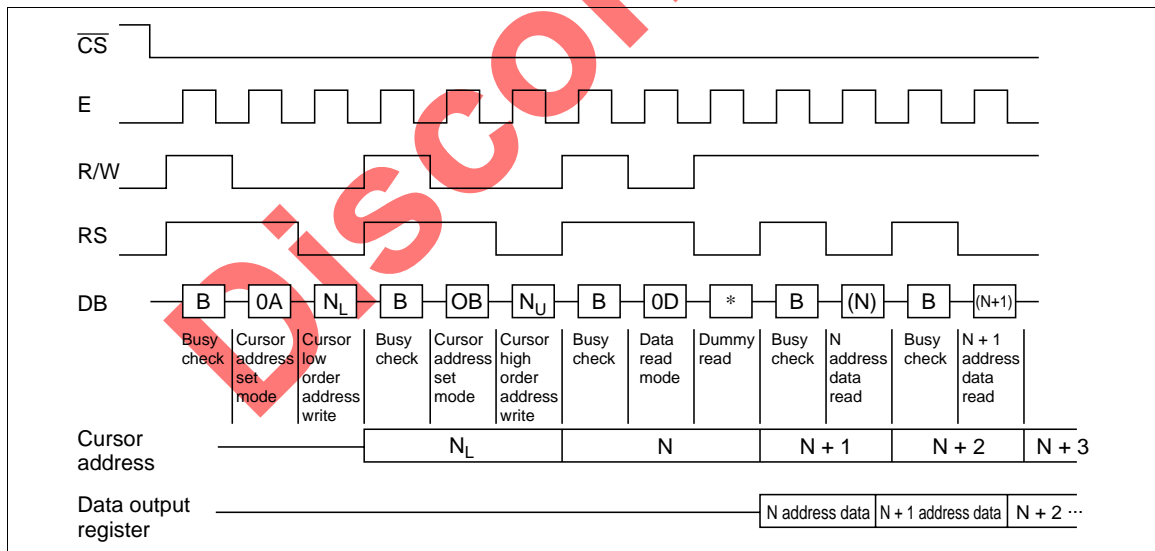 Discon
CS
E
R/W
RS
DB B 0A NL B OB NU B 0D * B (N) B (N+1)
Busy check
Cursor address set mode
Cursor low order address write
Busy check
Cursor address set mode
Cursor high order address write
Busy check
Data read mode
Dummy read
Busy check
N address data read
Busy check
N + 1 address data read
Cursor address NL N N + 1 N + 2 N + 3
Data output register N address data N + 1 address data N + 2 ···